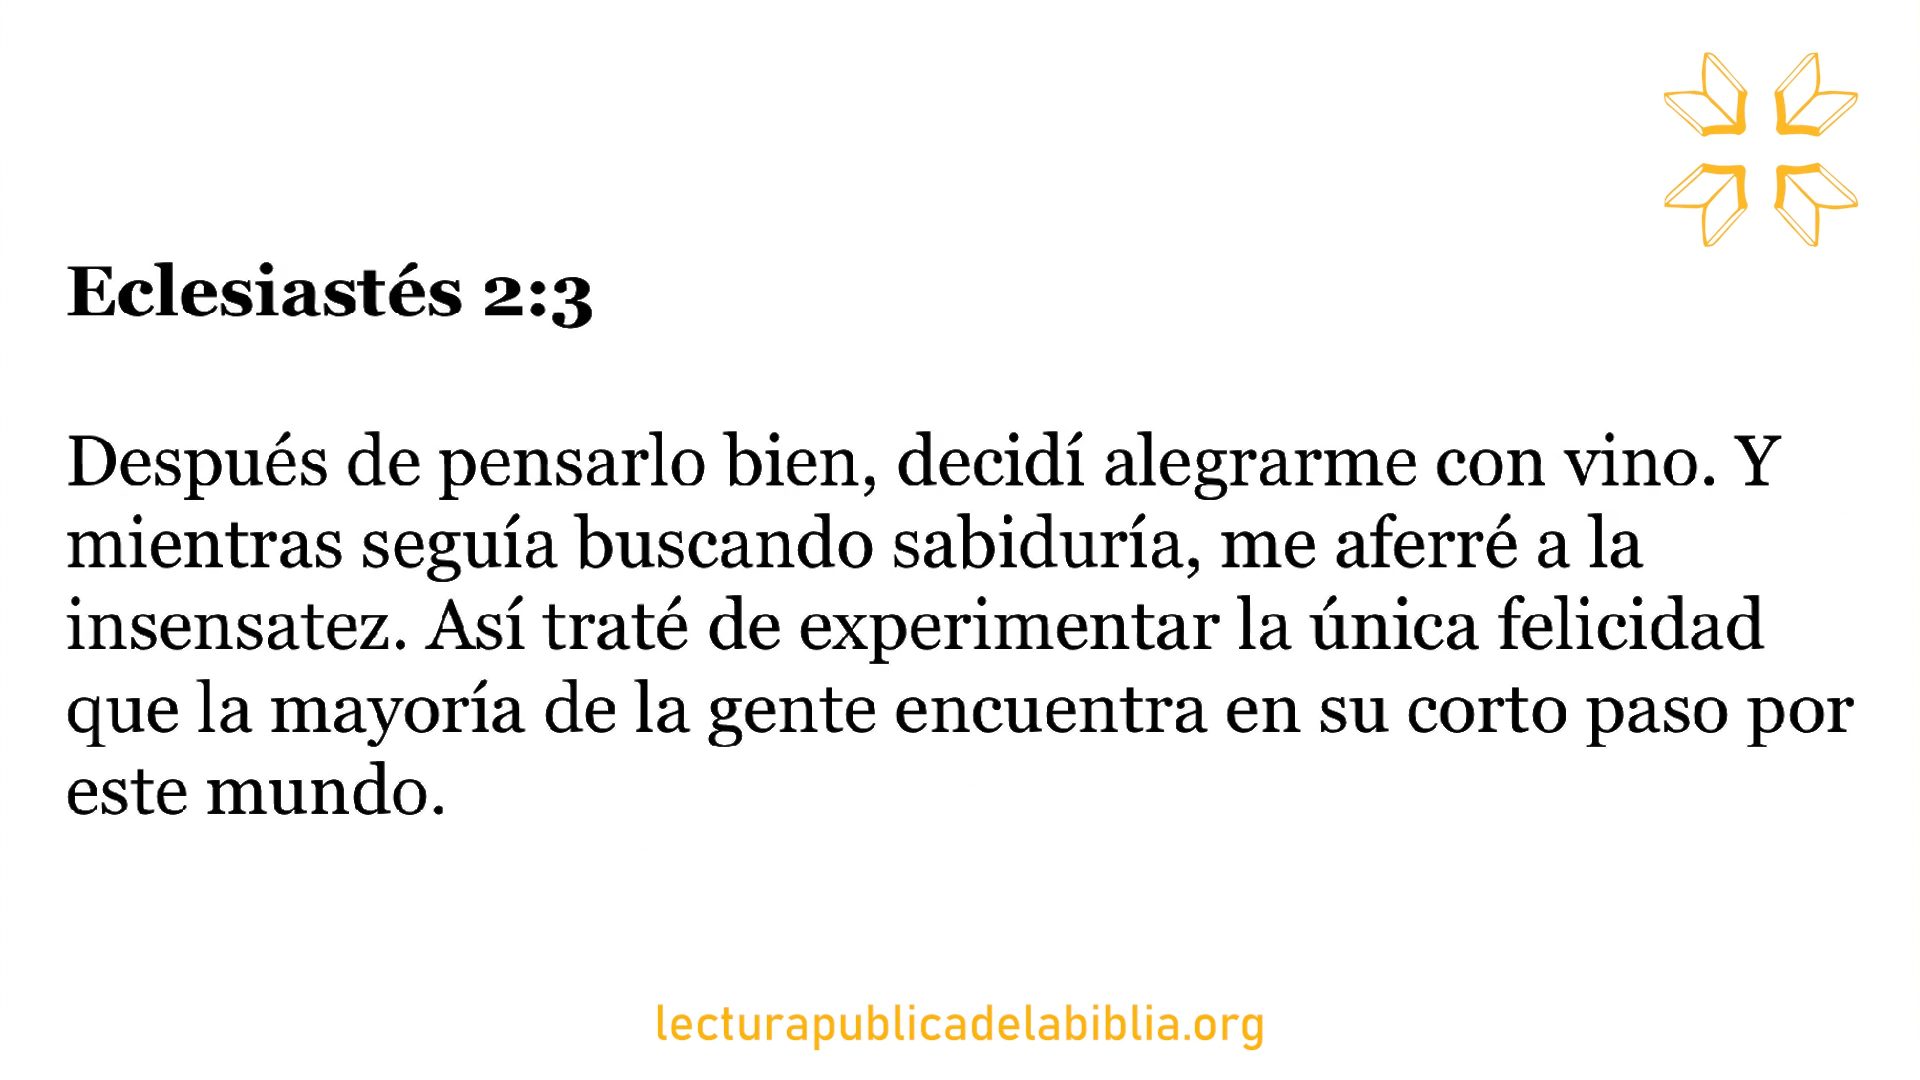 Eclesiastés 2:3
Después de pensarlo bien, decidí alegrarme con vino. Y
mientras seguía buscando sabiduría, me aferré a la
insensatez. Así traté de experimentar la única felicidad
que la mayoría de la gente encuentra en su corto paso por
este mundo.
lecturapublicadelabiblia.org